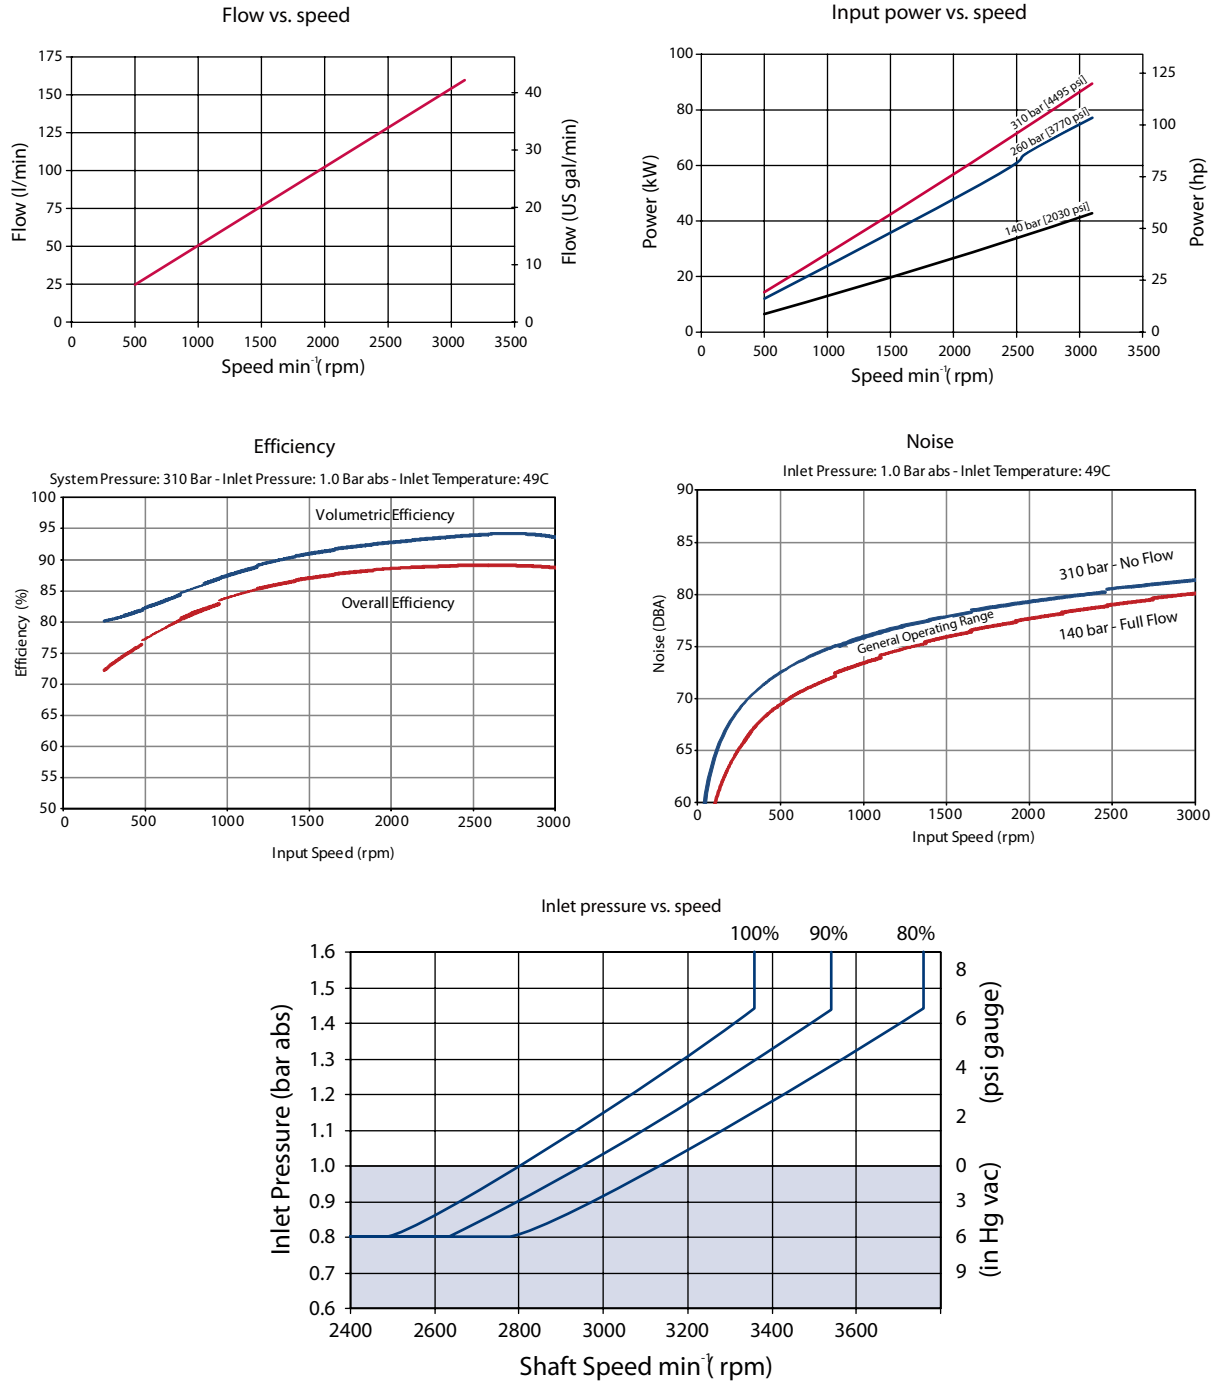 Flow vs. speed
175
150
125
100
75
50
25
0
Flow (l/min)
40
30
20
10
0
Flow (US gal/min)
0 500 1000 1500 2000 2500 3000 3500
Speed min⁻¹( rpm)
Input power vs. speed
100
80
60
40
20
0
Power (kW)
310 bar [4495 psi]
260 bar [3770 psi]
140 bar [2030 psi]
125
100
75
50
25
0
Power (hp)
0 500 1000 1500 2000 2500 3000 3500
Speed min⁻¹( rpm)
Efficiency
System Pressure: 310 Bar - Inlet Pressure: 1.0 Bar abs - Inlet Temperature: 49C
100
95
90
85
80
75
70
65
60
55
50
Efficiency (%)
Volumetric Efficiency
Overall Efficiency
0 500 1000 1500 2000 2500 3000
Input Speed (rpm)
Noise
Inlet Pressure: 1.0 Bar abs - Inlet Temperature: 49C
90
85
80
75
70
65
60
Noise (DBA)
310 bar - No Flow
General Operating Range
140 bar - Full Flow
0 500 1000 1500 2000 2500 3000
Input Speed (rpm)
Inlet pressure vs. speed
100% 90% 80%
1.6
1.5
1.4
1.3
1.2
1.1
1.0
0.9
0.8
0.7
0.6
Inlet Pressure (bar abs)
8
6
4
2
0
3
6
9
(psi gauge)
(in Hg vac)
2400 2600 2800 3000 3200 3400 3600
Shaft Speed min⁻¹( rpm)